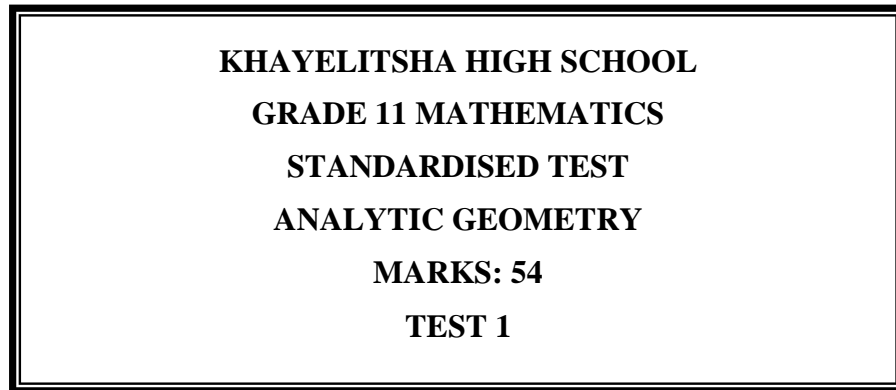 KHAYELITSHA HIGH SCHOOL
GRADE 11 MATHEMATICS
STANDARDISED TEST
ANALYTIC GEOMETRY
MARKS: 54
TEST 1